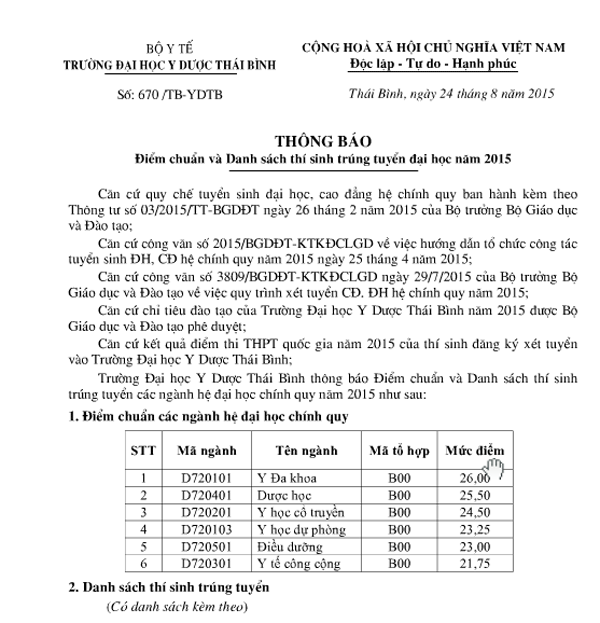 BỘ Y TẾ
TRƯỜNG ĐẠI HỌC Y DƯỢC THÁI BÌNH
CỘNG HOÀ XÃ HỘI CHỦ NGHĨA VIỆT NAM
Độc lập - Tự do - Hạnh phúc
Số: 670 /TB-YDTB
Thái Bình, ngày 24 tháng 8 năm 2015
THÔNG BÁO
Điểm chuẩn và Danh sách thí sinh trúng tuyển đại học năm 2015
Căn cứ quy chế tuyển sinh đại học, cao đẳng hệ chính quy ban hành kèm theo
Thông tư số 03/2015/TT-BGDĐT ngày 26 tháng 2 năm 2015 của Bộ trưởng Bộ Giáo dục
và Đào tạo;
Căn cứ công văn số 2015/BGDĐT-KTKĐCLGD về việc hướng dẫn tổ chức công tác
tuyển sinh ĐH, CĐ hệ chính quy năm 2015 ngày 25 tháng 4 năm 2015;
Căn cứ công văn số 3809/BGDĐT-KTKĐCLGD ngày 29/7/2015 của Bộ trưởng Bộ
Giáo dục và Đào tạo về việc quy trình xét tuyển CĐ. ĐH hệ chính quy năm 2015;
Căn cứ chỉ tiêu đào tạo của Trường Đại học Y Dược Thái Bình năm 2015 được Bộ
Giáo dục và Đào tạo phê duyệt;
Căn cứ kết quả điểm thi THPT quốc gia năm 2015 của thí sinh đăng ký xét tuyển
vào Trường Đại học Y Dược Thái Bình;
Trường Đại học Y Dược Thái Bình thông báo Điểm chuẩn và Danh sách thí sinh
trúng tuyển các ngành hệ đại học chính quy năm 2015 như sau:
1. Điểm chuẩn các ngành hệ đại học chính quy
STT Mã ngành Tên ngành Mã tổ hợp Mức điểm
1 D720101 Y Đa khoa B00 26,00
2 D720401 Dược học B00 25,50
3 D720201 Y học cổ truyền B00 24,50
4 D720103 Y học dự phòng B00 23,25
5 D720501 Điều dưỡng B00 23,00
6 D720301 Y tế công cộng B00 21,75
2. Danh sách thí sinh trúng tuyển
(Có danh sách kèm theo)